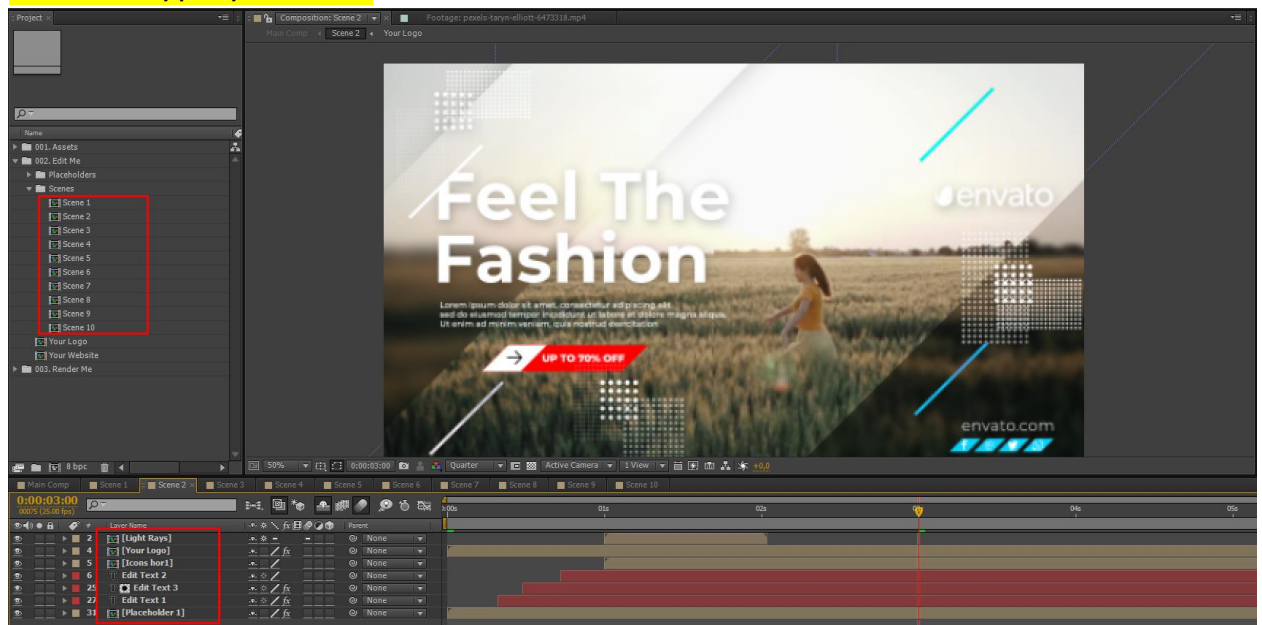 Project ×
Composition: Scene 2
Footage: pexels-taryn-elliott-6473318.mp4
Main Comp
Scene 2
Your Logo
Name
001. Assets
002. Edit Me
Placeholders
Scenes
Scene 1
Scene 2
Scene 3
Scene 4
Scene 5
Scene 6
Scene 7
Scene 8
Scene 9
Scene 10
Your Logo
Your Website
003. Render Me
Feel The
Fashion
Lorem ipsum dolor sit amet, consectetur adipiscing elit
sed do eiusmod tempor incididunt ut labore et dolore magna aliqua.
Ut enim ad minim veniam, quis nostrud exercitation
UP TO 70% OFF
envato
envato.com
8 bpc
50%
0:00:03:00
Quarter
Active Camera
1 View
+0,0
Main Comp
Scene 1
Scene 2 ×
Scene 3
Scene 4
Scene 5
Scene 6
Scene 7
Scene 8
Scene 9
Scene 10
0:00:03:00
00075 (25.00 fps)
:00s
01s
02s
04s
05s
# Layer Name
Parent
2 [Light Rays] None
4 [Your Logo] fx None
5 [Icons hor1] None
6 T Edit Text 2 None
25 T Edit Text 3 fx None
27 T Edit Text 1 fx None
31 [Placeholder 1] fx None